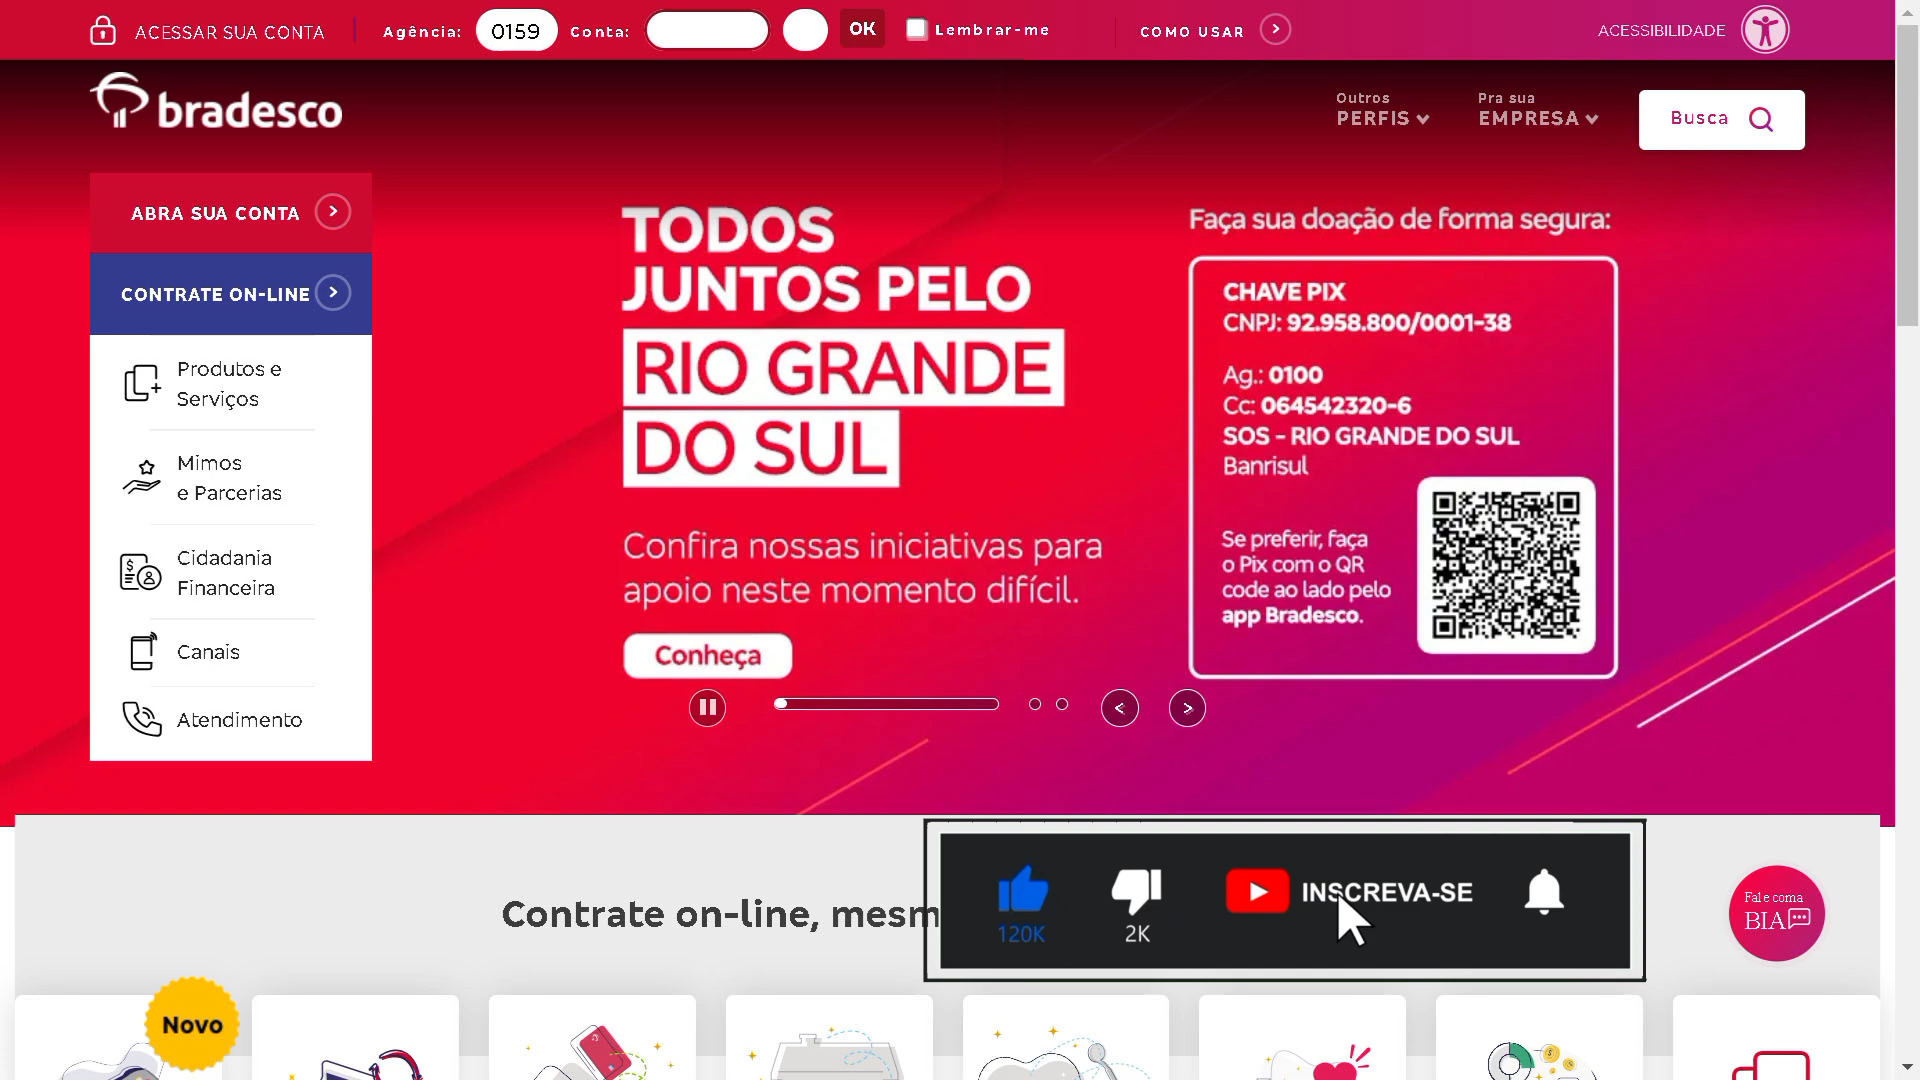 ACESSAR SUA CONTA
Agência: 0159 Conta: OK Lembrar-me
COMO USAR
ACESSIBILIDADE
bradesco
Outros
PERFIS
Pra sua
EMPRESA
Busca
ABRA SUA CONTA
CONTRATE ON-LINE
Produtos e
Serviços
Mimos
e Parcerias
Cidadania
Financeira
Canais
Atendimento
TODOS
JUNTOS PELO
RIO GRANDE
DO SUL
Confira nossas iniciativas para
apoio neste momento difícil.
Conheça
Faça sua doação de forma segura:
CHAVE PIX
CNPJ: 92.958.800/0001-38
Ag.: 0100
Cc: 064542320-6
SOS - RIO GRANDE DO SUL
Banrisul
Se preferir, faça
o Pix com o QR
code ao lado pelo
app Bradesco.
< >
Contrate on-line, mesm
120K
2K
INSCREVA-SE
Fale com a
BIA
Novo